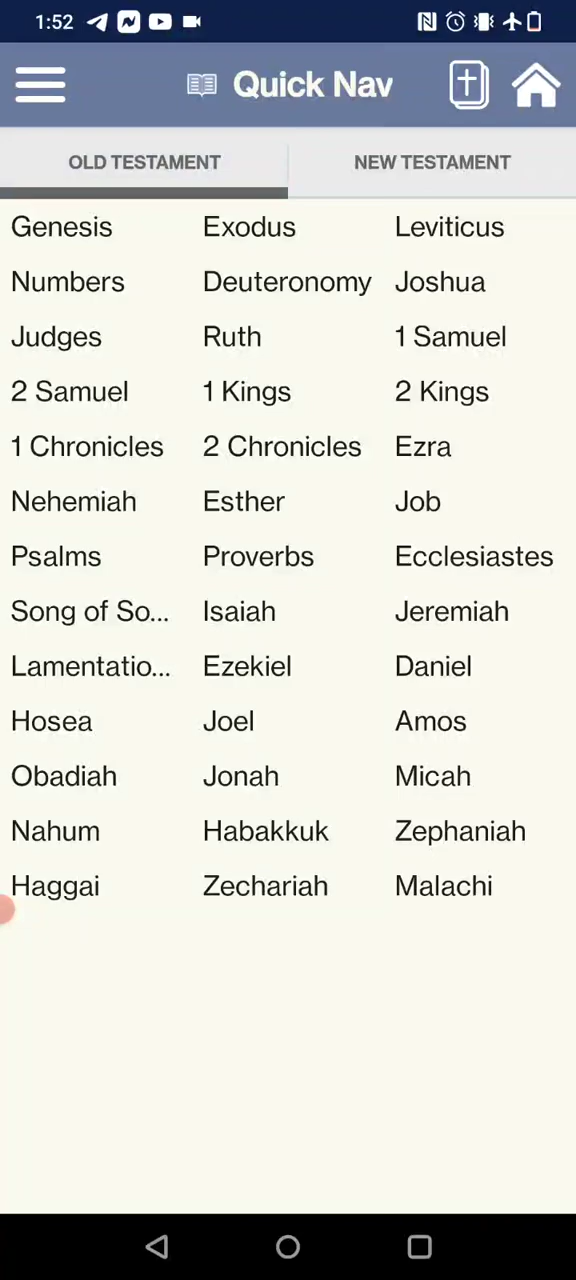 1:52
Quick Nav
OLD TESTAMENT NEW TESTAMENT
Genesis Exodus Leviticus
Numbers Deuteronomy Joshua
Judges Ruth 1 Samuel
2 Samuel 1 Kings 2 Kings
1 Chronicles 2 Chronicles Ezra
Nehemiah Esther Job
Psalms Proverbs Ecclesiastes
Song of So... Isaiah Jeremiah
Lamentatio... Ezekiel Daniel
Hosea Joel Amos
Obadiah Jonah Micah
Nahum Habakkuk Zephaniah
Haggai Zechariah Malachi